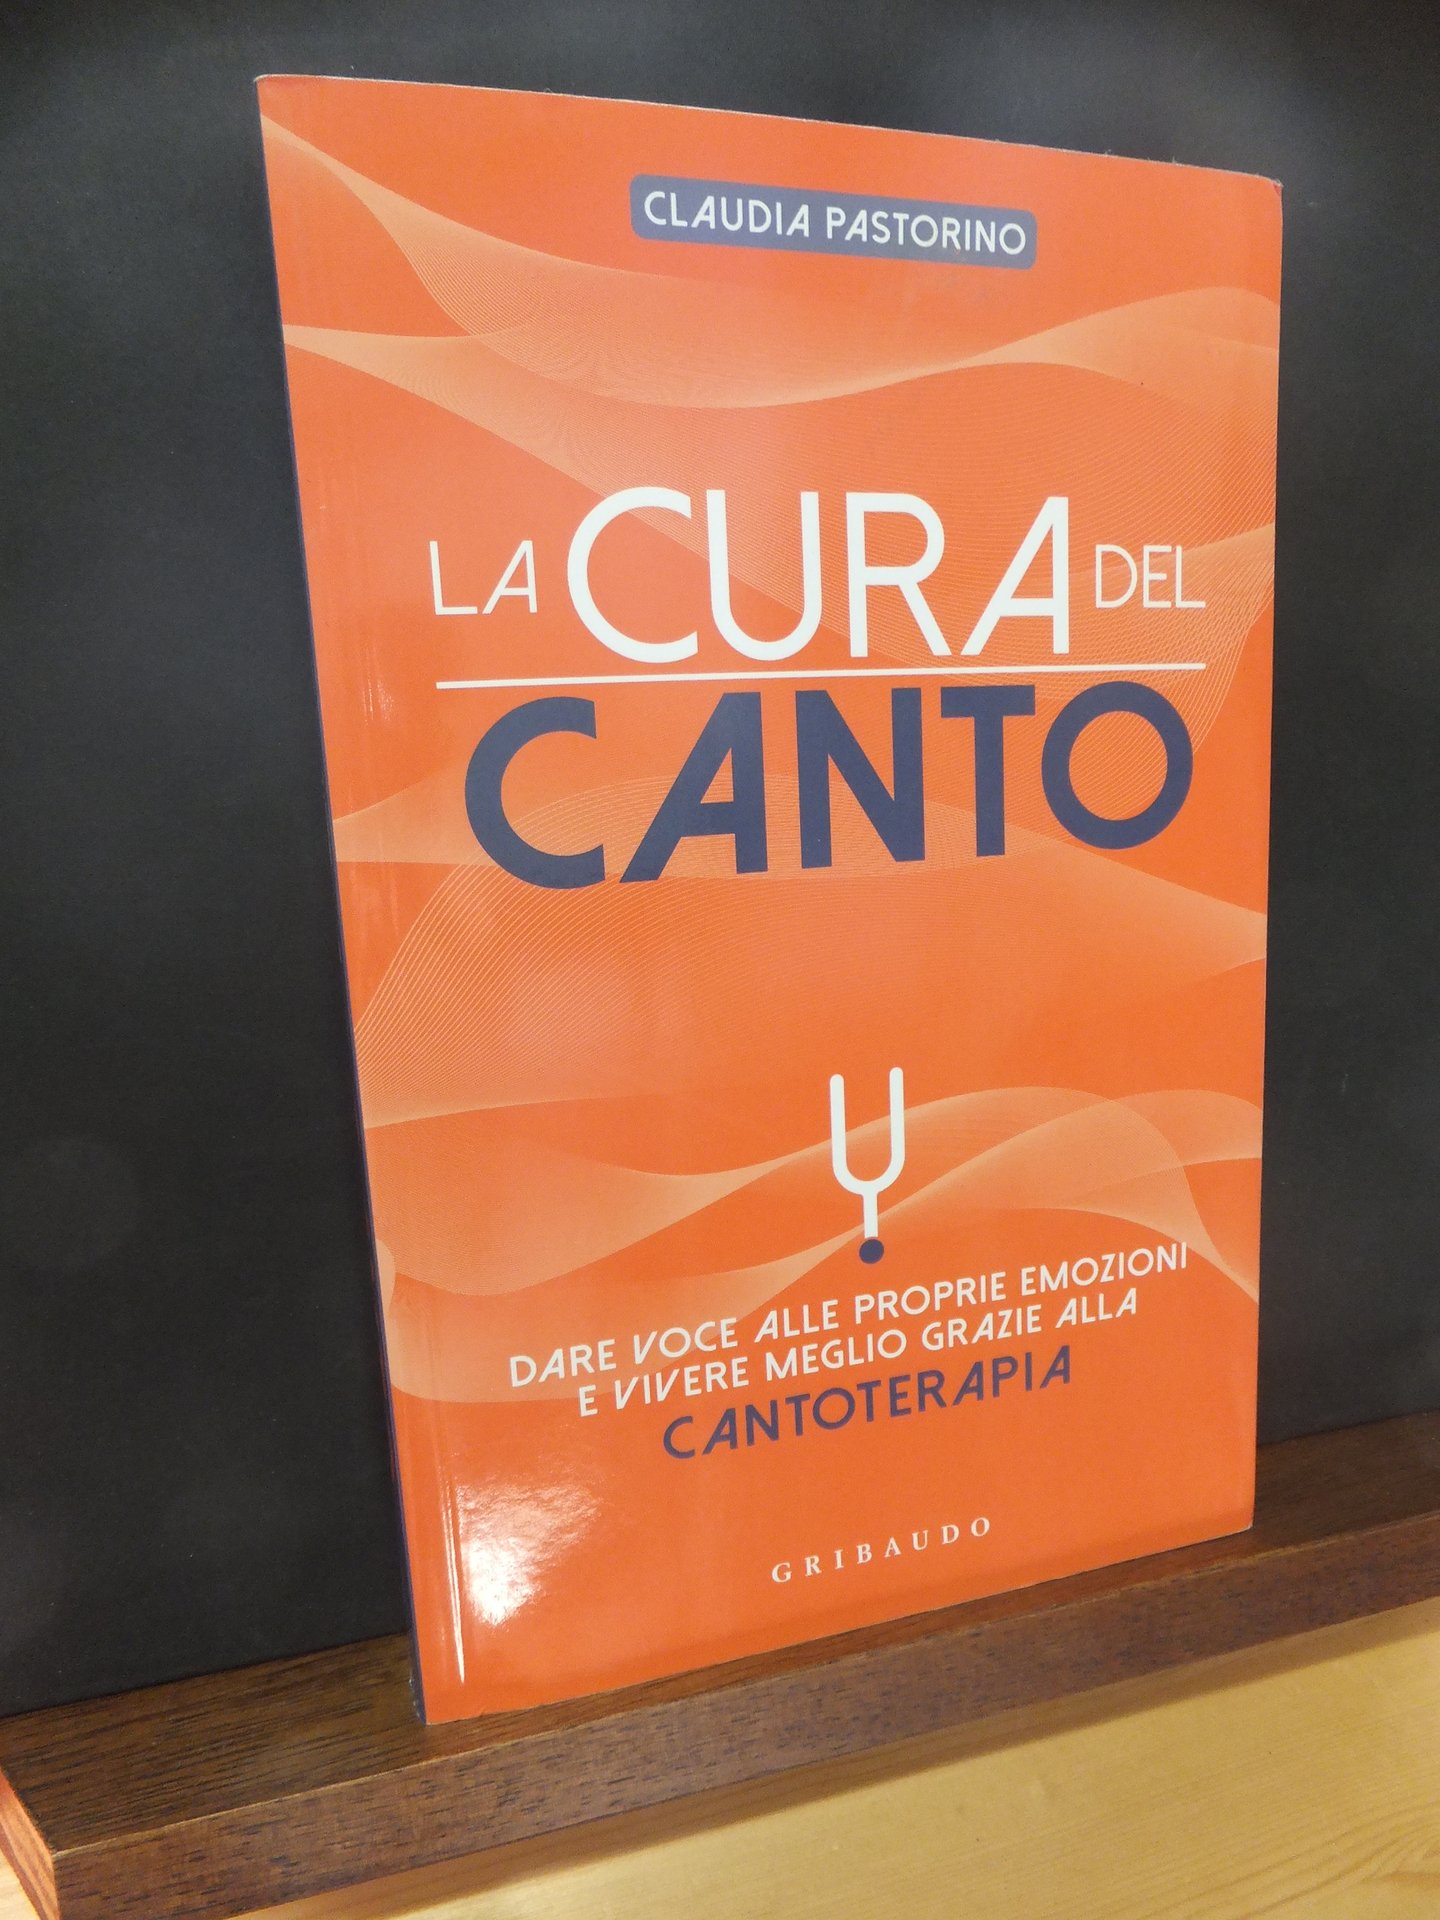 CLAUDIA PASTORINO
LA CURA DEL
CANTO
DARE VOCE ALLE PROPRIE EMOZIONI
E VIVERE MEGLIO GRAZIE ALLA
CANTOTERAPIA
GRIBAUDO